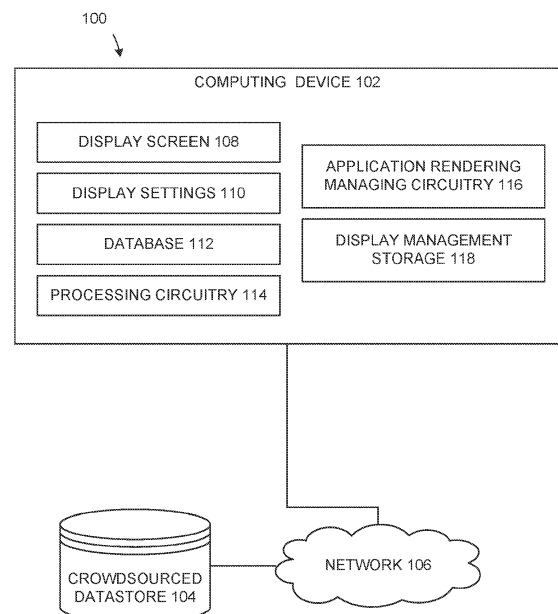 100
COMPUTING DEVICE 102
DISPLAY SCREEN 108
DISPLAY SETTINGS 110
DATABASE 112
PROCESSING CIRCUITRY 114
APPLICATION RENDERING
MANAGING CIRCUITRY 116
DISPLAY MANAGEMENT
STORAGE 118
CROWDSOURCED
DATASTORE 104
NETWORK 106